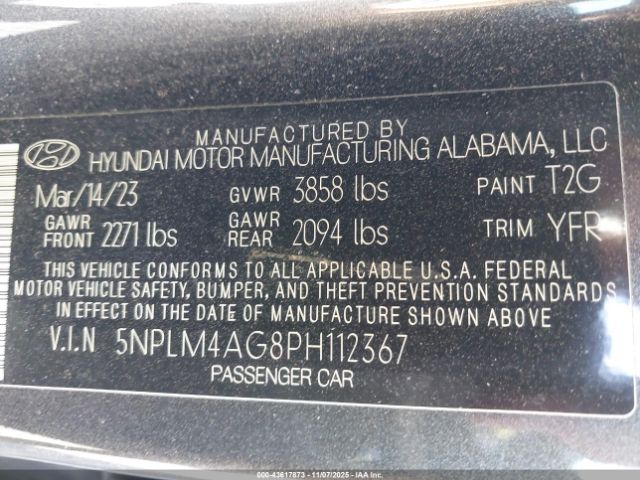 MANUFACTURED BY
HYUNDAI MOTOR MANUFACTURING ALABAMA, LLC
Mar/14/23 GVWR 3858 lbs PAINT T2G
GAWR FRONT 2271 lbs GAWR REAR 2094 lbs TRIM YFR
THIS VEHICLE CONFORMS TO ALL APPLICABLE U.S.A. FEDERAL
MOTOR VEHICLE SAFETY, BUMPER, AND THEFT PREVENTION STANDARDS
IN EFFECT ON THE DATE OF MANUFACTURE SHOWN ABOVE.
V.I.N 5NPLM4AG8PH112367
PASSENGER CAR
000-43617873 | 11/07/2025 | IAA Inc.